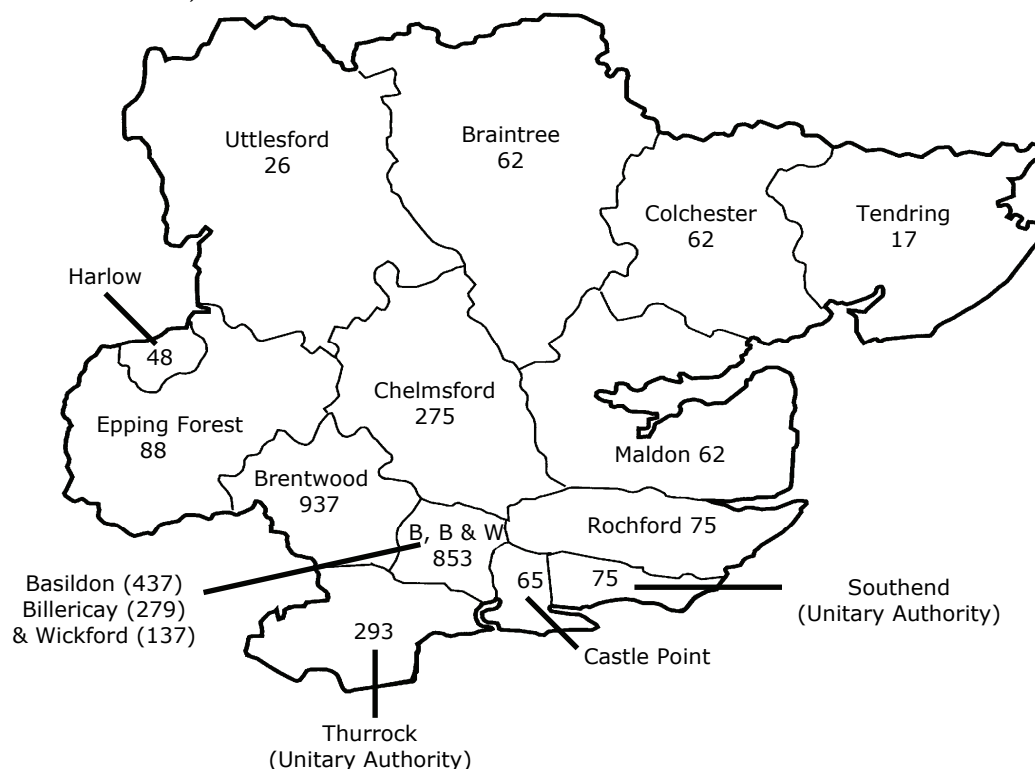 Uttlesford
26
Braintree
62
Colchester
62
Tendring
17
Harlow
48
Epping Forest
88
Chelmsford
275
Maldon 62
Brentwood
937
B, B & W
853
Rochford 75
65
75
Basildon (437)
Billericay (279)
& Wickford (137)
Southend
(Unitary Authority)
293
Castle Point
Thurrock
(Unitary Authority)